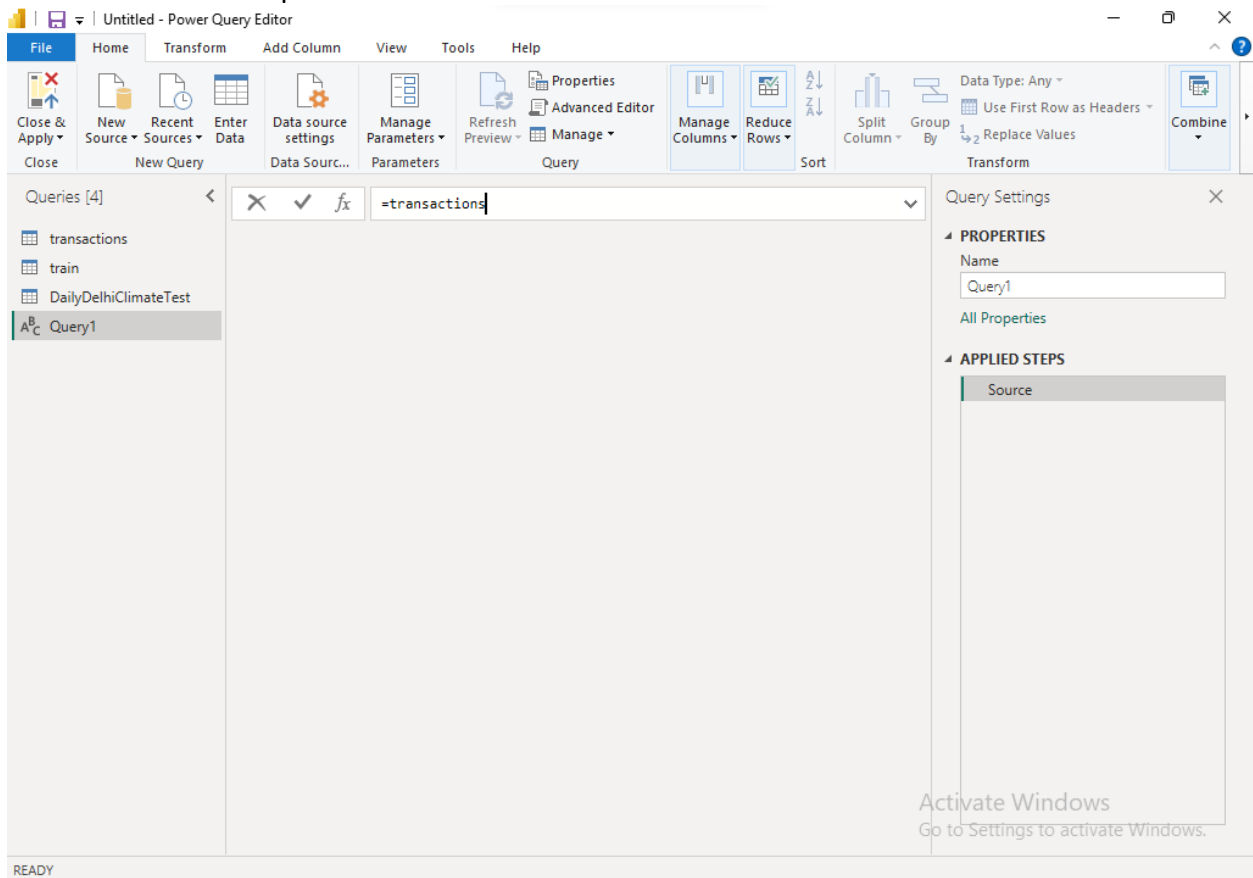 Untitled - Power Query Editor
File Home Transform Add Column View Tools Help
Close & Apply
New Source
Recent Sources
Enter Data
Data source settings
Manage Parameters
Refresh Preview
Properties
Advanced Editor
Manage
Manage Columns
Reduce Rows
Split Column
Group By
Data Type: Any
Use First Row as Headers
Replace Values
Combine
Close New Query Data Sourc... Parameters Query Sort Transform
Queries [4]
fx =transactions
Query Settings
transactions
train
DailyDelhiClimateTest
ABC Query1
PROPERTIES
Name
Query1
All Properties
APPLIED STEPS
Source
Activate Windows
Go to Settings to activate Windows.
READY